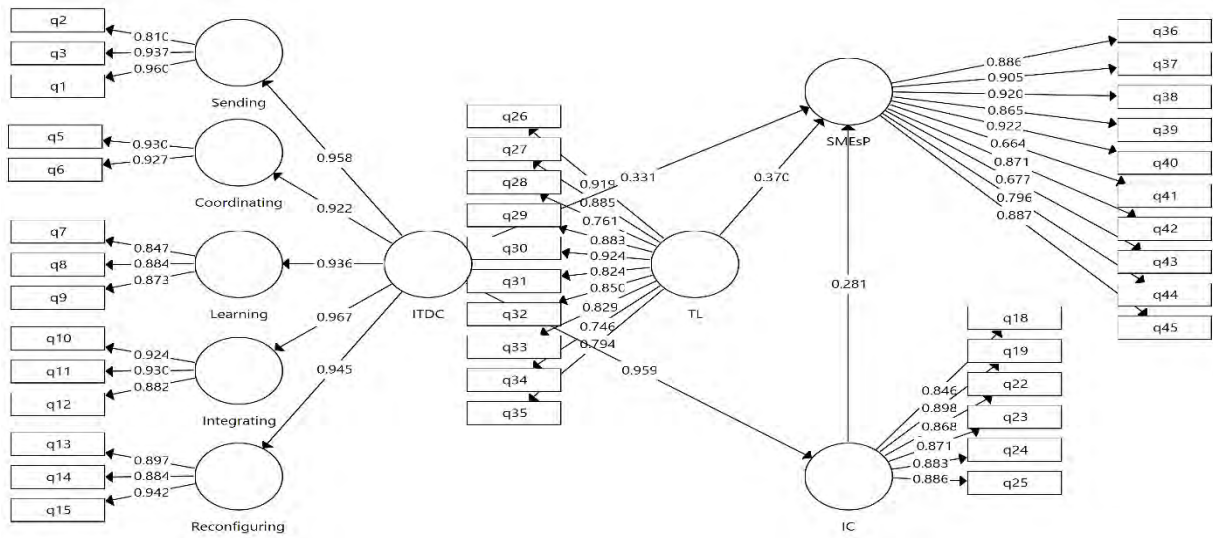 q2
q3
q1
0.810
0.937
0.960
Sending
q5
q6
0.930
0.927
Coordinating
q7
q8
q9
0.847
0.884
0.873
Learning
q10
q11
q12
0.924
0.930
0.882
Integrating
q13
q14
q15
0.897
0.884
0.942
Reconfiguring
0.958
0.922
0.936
0.967
0.945
ITDC
q26
q27
q28
q29
q30
q31
q32
q33
q34
q35
0.919
0.885
0.761
0.883
0.924
0.824
0.850
0.829
0.746
0.794
TL
0.331
0.370
0.959
0.281
SMEsP
0.886
0.905
0.920
0.865
0.922
0.664
0.871
0.677
0.796
0.887
q36
q37
q38
q39
q40
q41
q42
q43
q44
q45
q18
q19
q22
q23
q24
q25
0.846
0.898
0.868
0.871
0.883
0.886
IC